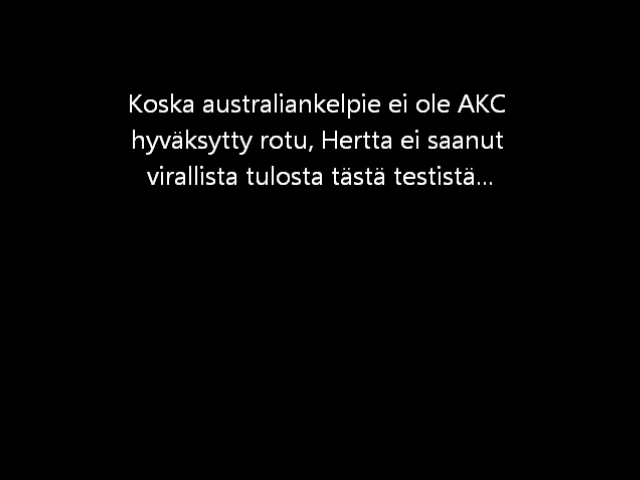 Koska australiankelpie ei ole AKC
hyväksytty rotu, Hertta ei saanut
virallista tulosta tästä testistä...